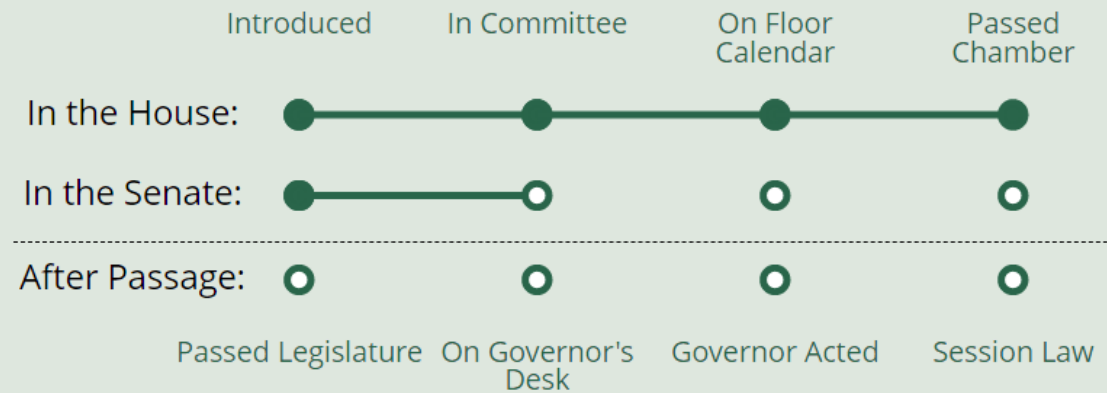 Introduced In Committee On Floor Passed
Calendar Chamber
In the House:
In the Senate:
After Passage:
Passed Legislature On Governor's Governor Acted Session Law
Desk